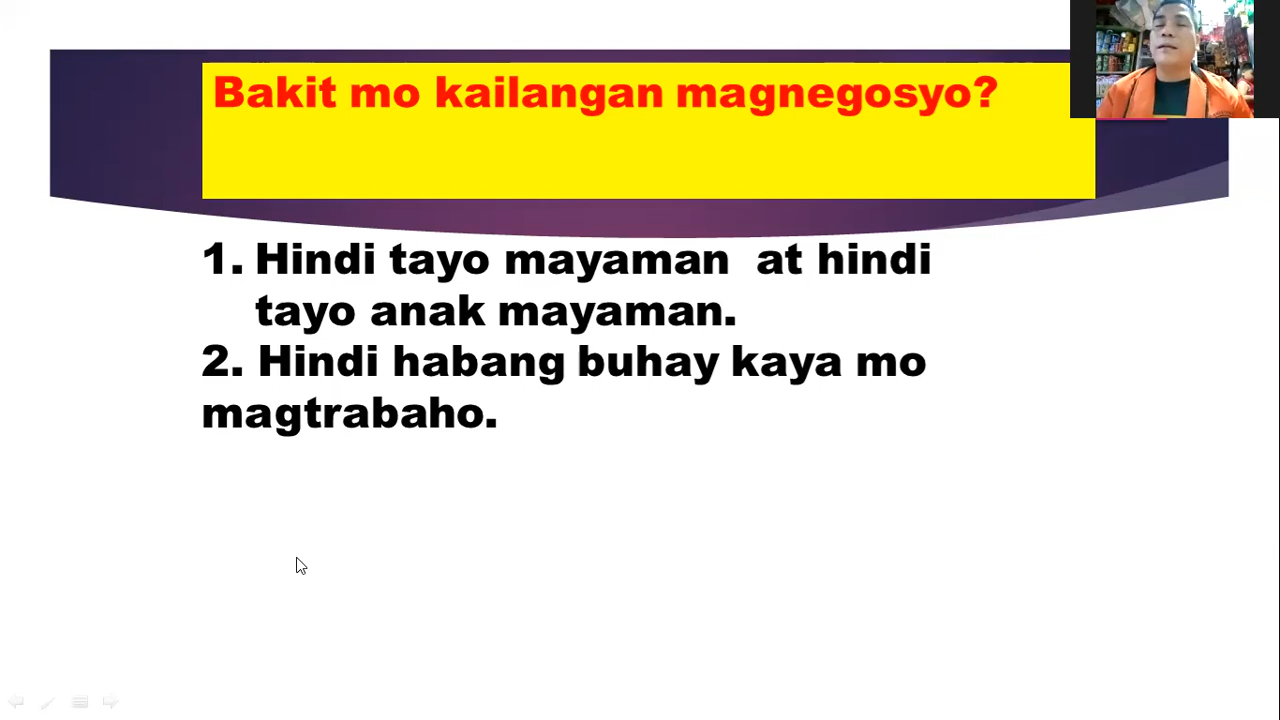 Bakit mo kailangan magnegosyo?
1. Hindi tayo mayaman at hindi
tayo anak mayaman.
2. Hindi habang buhay kaya mo
magtrabaho.